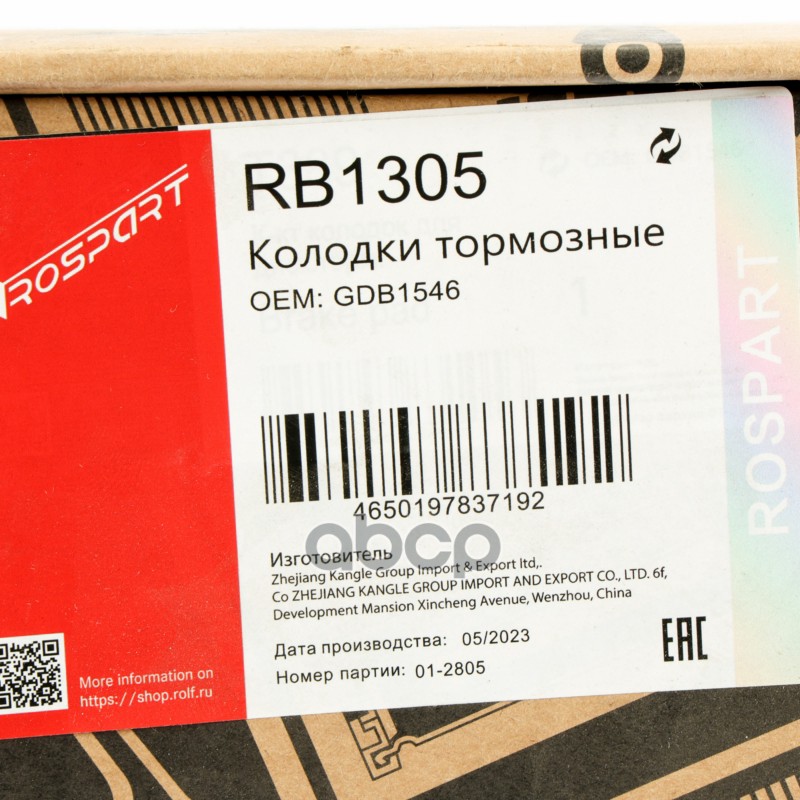 ROSPART
RB1305
Колодки тормозные
OEM: GDB1546
4650197837192
abcp
Изготовитель
Zhejiang Kangle Group Import & Export ltd,.
Co ZHEJIANG KANGLE GROUP IMPORT AND EXPORT CO., LTD. 6f,
Development Mansion Xincheng Avenue, Wenzhou, China
Дата производства: 05/2023
Номер партии: 01-2805
EAC
More information on
https://shop.rolf.ru
ROSPART